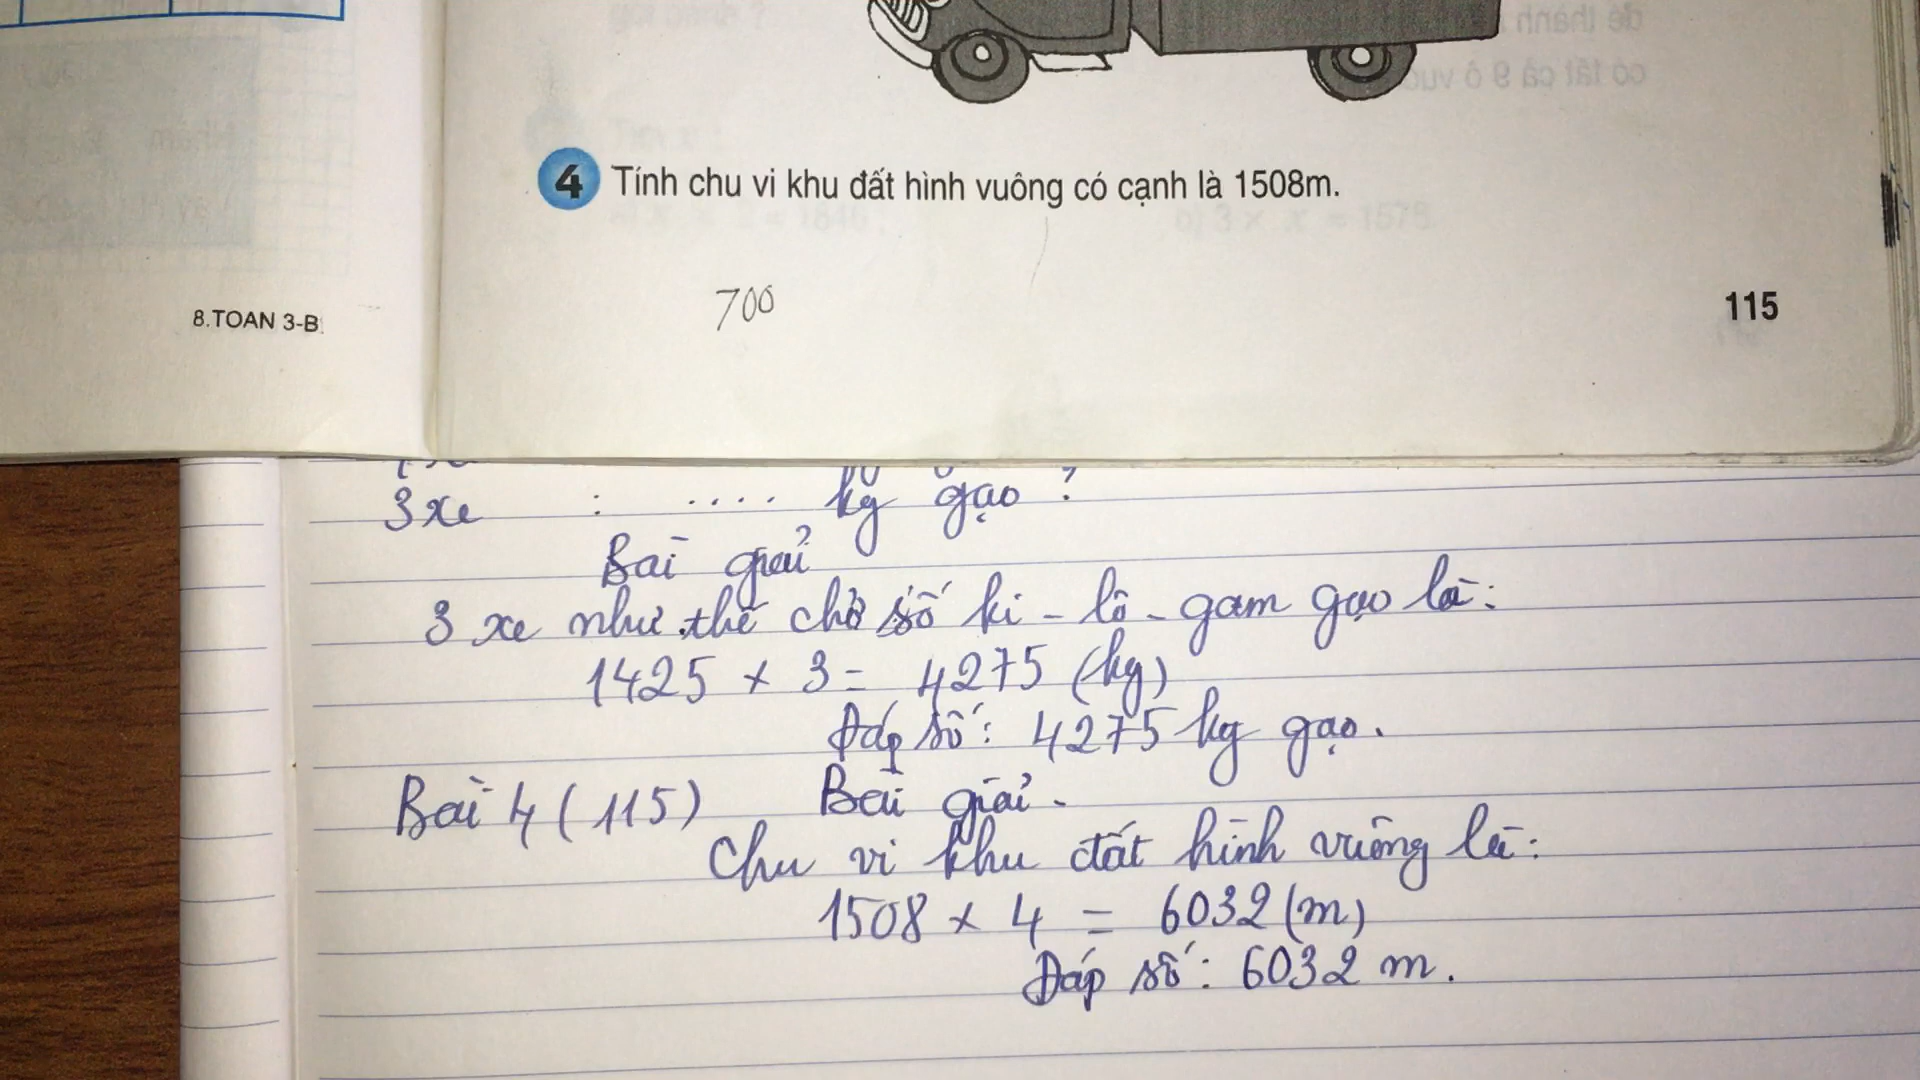 4 Tính chu vi khu đất hình vuông có cạnh là 1508m.
700
115
8.TOAN 3-B
3 xe : .... kg gạo ?
Bài giải
3 xe như thế chở số ki-lô-gam gạo là:
1425 × 3 = 4275 (kg)
Đáp số: 4275 kg gạo.
Bài 4 (115) Bài giải.
Chu vi khu đất hình vuông là:
1508 × 4 = 6032 (m)
Đáp số: 6032 m.